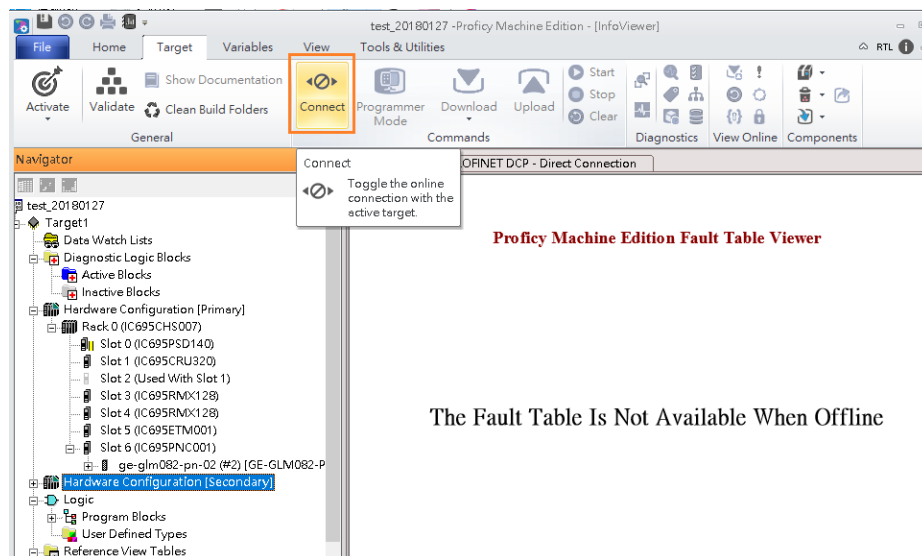 test_20180127 -Proficy Machine Edition - [InfoViewer]
File Home Target Variables View Tools & Utilities RTL
Activate
Validate
Show Documentation
Clean Build Folders
General
Connect
Programmer
Mode
Download
Upload
Start
Stop
Clear
Commands
Diagnostics
View Online
Components
Navigator
OFINET DCP - Direct Connection
Connect
Toggle the online
connection with the
active target.
test_20180127
Target1
Data Watch Lists
Diagnostic Logic Blocks
Active Blocks
Inactive Blocks
Hardware Configuration [Primary]
Rack 0 (IC695CHS007)
Slot 0 (IC695PSD140)
Slot 1 (IC695CRU320)
Slot 2 (Used With Slot 1)
Slot 3 (IC695RMX128)
Slot 4 (IC695RMX128)
Slot 5 (IC695ETM001)
Slot 6 (IC695PNC001)
ge-glm082-pn-02 (#2) [GE-GLM082-P
Hardware Configuration [Secondary]
Logic
Program Blocks
User Defined Types
Reference View Tables
Proficy Machine Edition Fault Table Viewer
The Fault Table Is Not Available When Offline